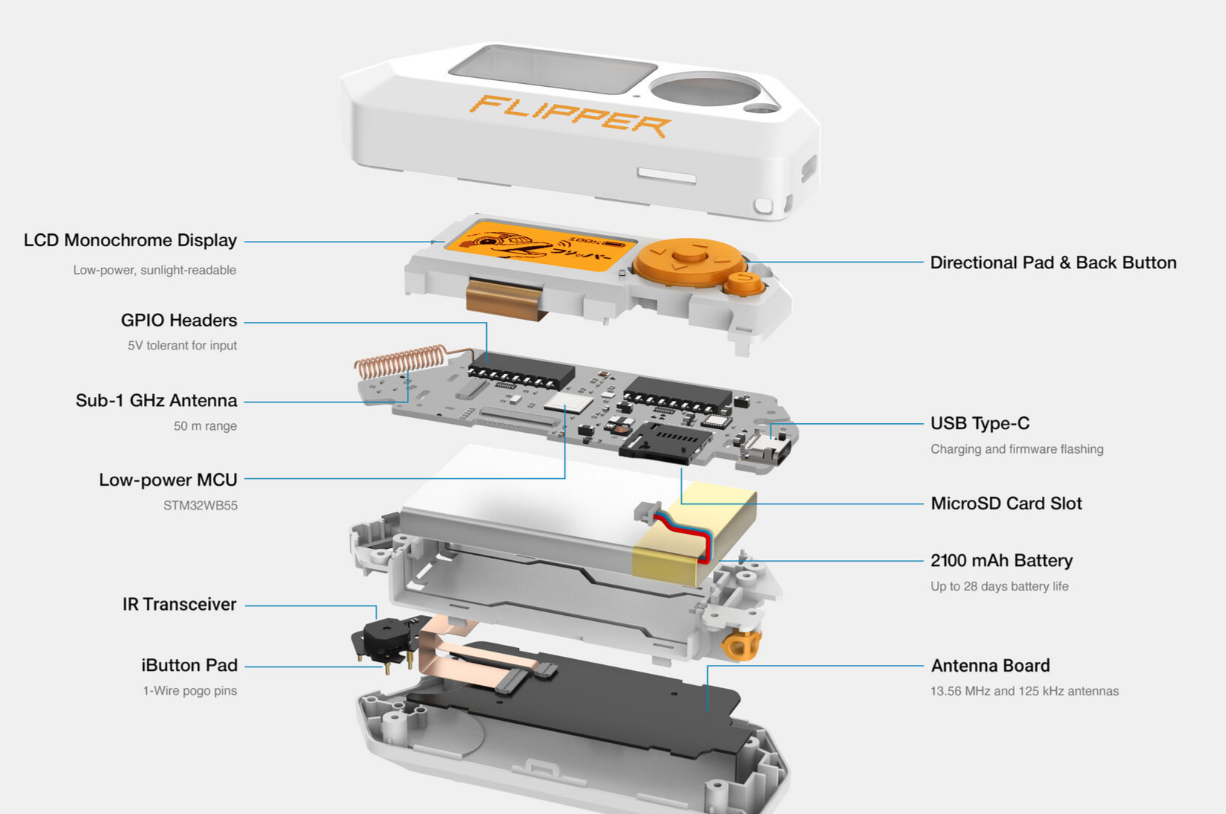 FLIPPER
LCD Monochrome Display
Low-power, sunlight-readable
Directional Pad & Back Button
GPIO Headers
5V tolerant for input
Sub-1 GHz Antenna
50 m range
USB Type-C
Charging and firmware flashing
Low-power MCU
STM32WB55
MicroSD Card Slot
2100 mAh Battery
Up to 28 days battery life
IR Transceiver
iButton Pad
1-Wire pogo pins
Antenna Board
13.56 MHz and 125 kHz antennas